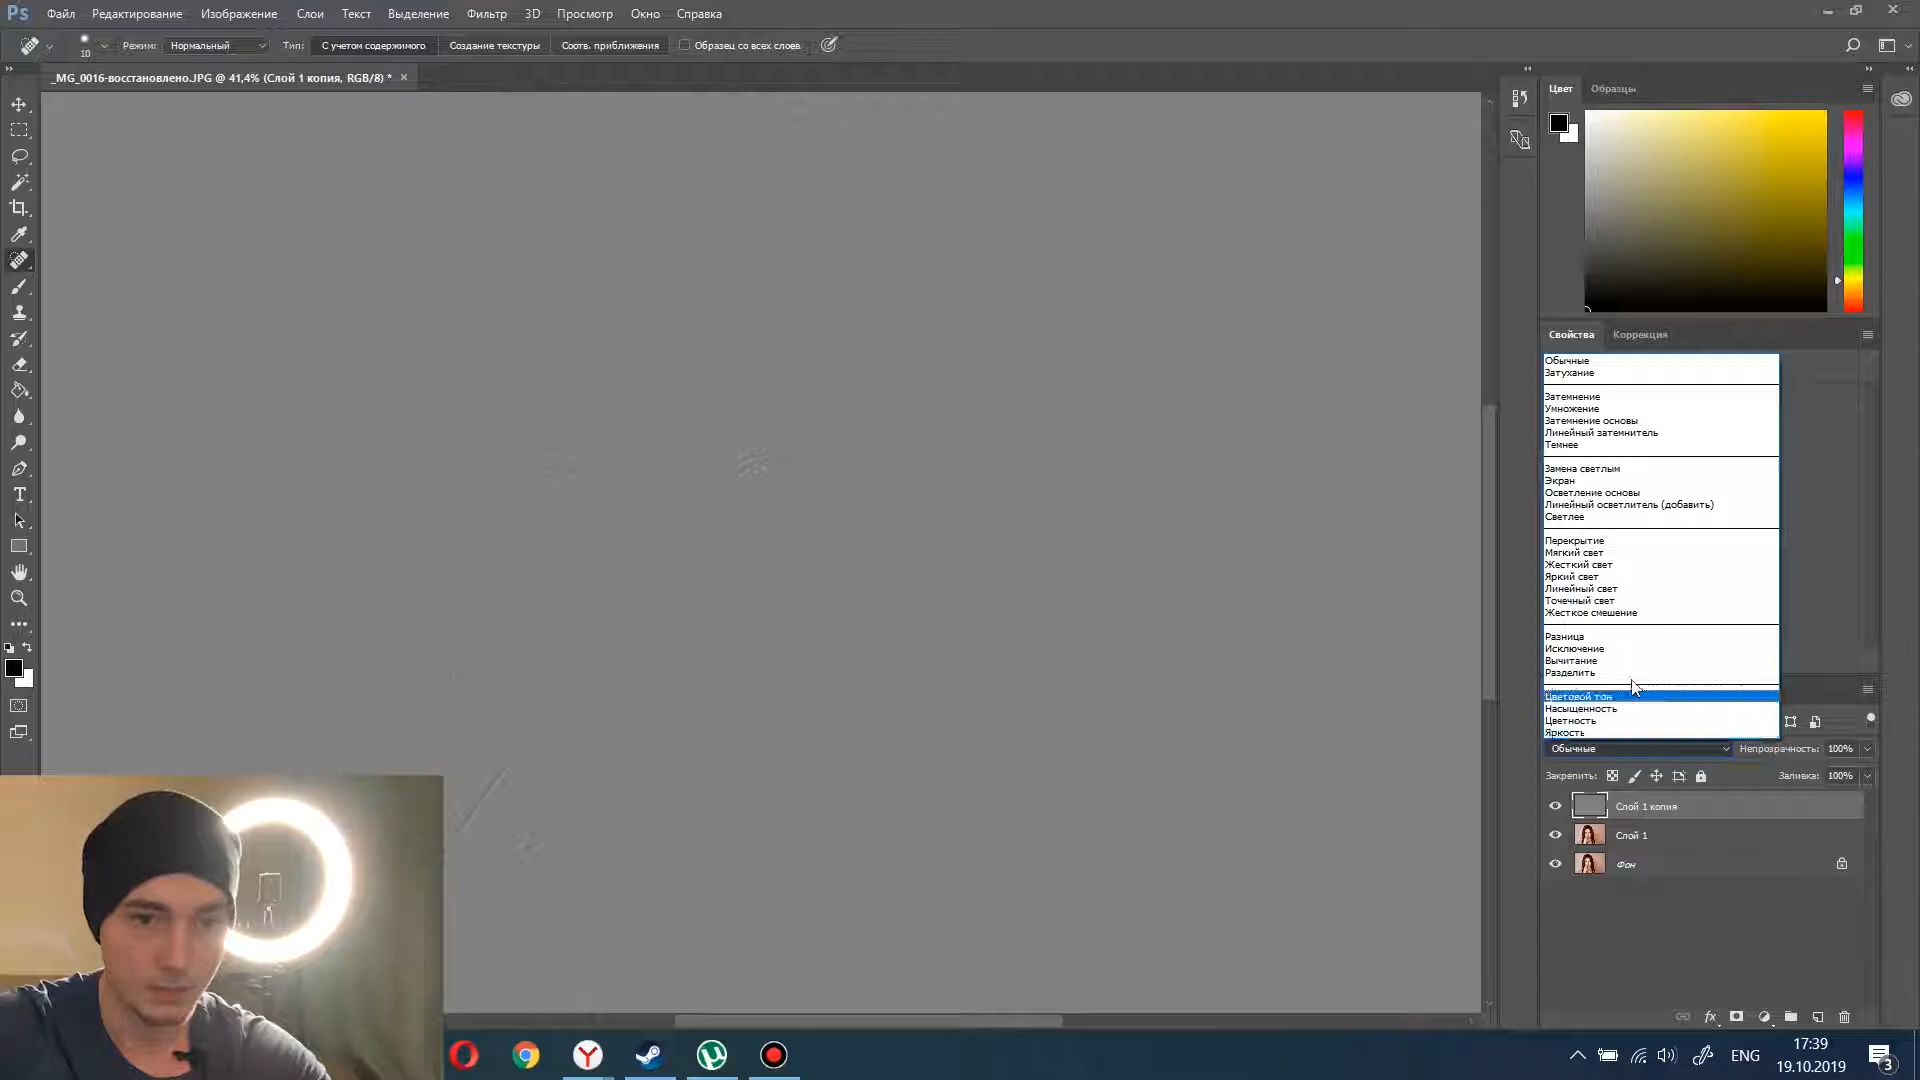 Ps Файл Редактирование Изображение Слои Текст Выделение Фильтр 3D Просмотр Окно Справка
10 Режим: Нормальный Тип: С учетом содержимого Создание текстуры Соотв. приближения Образец со всех слоев
_MG_0016-восстановлено.JPG @ 41,4% (Слой 1 копия, RGB/8) * ×
Цвет Образцы
Свойства Коррекция
Обычные
Затухание
Затемнение
Умножение
Затемнение основы
Линейный затемнитель
Темнее
Замена светлым
Экран
Осветление основы
Линейный осветлитель (добавить)
Светлее
Перекрытие
Мягкий свет
Жесткий свет
Яркий свет
Линейный свет
Точечный свет
Жесткое смешение
Разница
Исключение
Вычитание
Разделить
Цветовой тон
Насыщенность
Цветность
Яркость
Обычные Непрозрачность: 100%
Закрепить: Заливка: 100%
Слой 1 копия
Слой 1
Фон
fx
ENG
17:39
19.10.2019
3